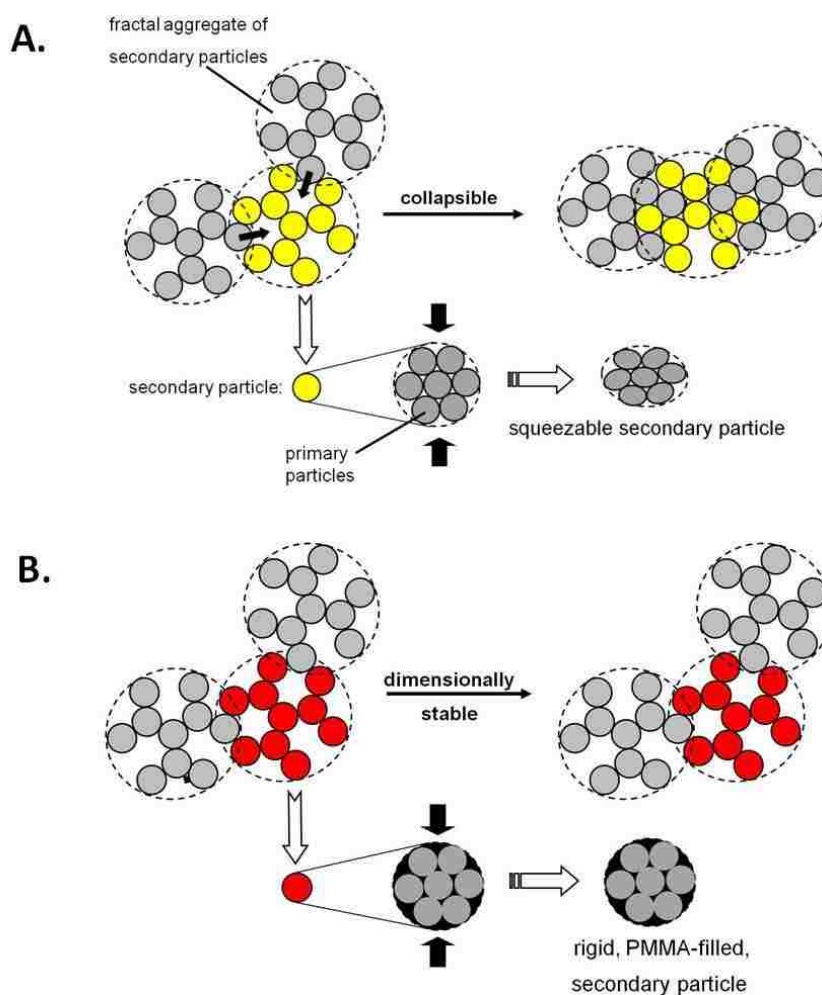 A.
fractal aggregate of
secondary particles
collapsible
secondary particle:
primary
particles
squeezable secondary particle
B.
dimensionally
stable
rigid, PMMA-filled,
secondary particle